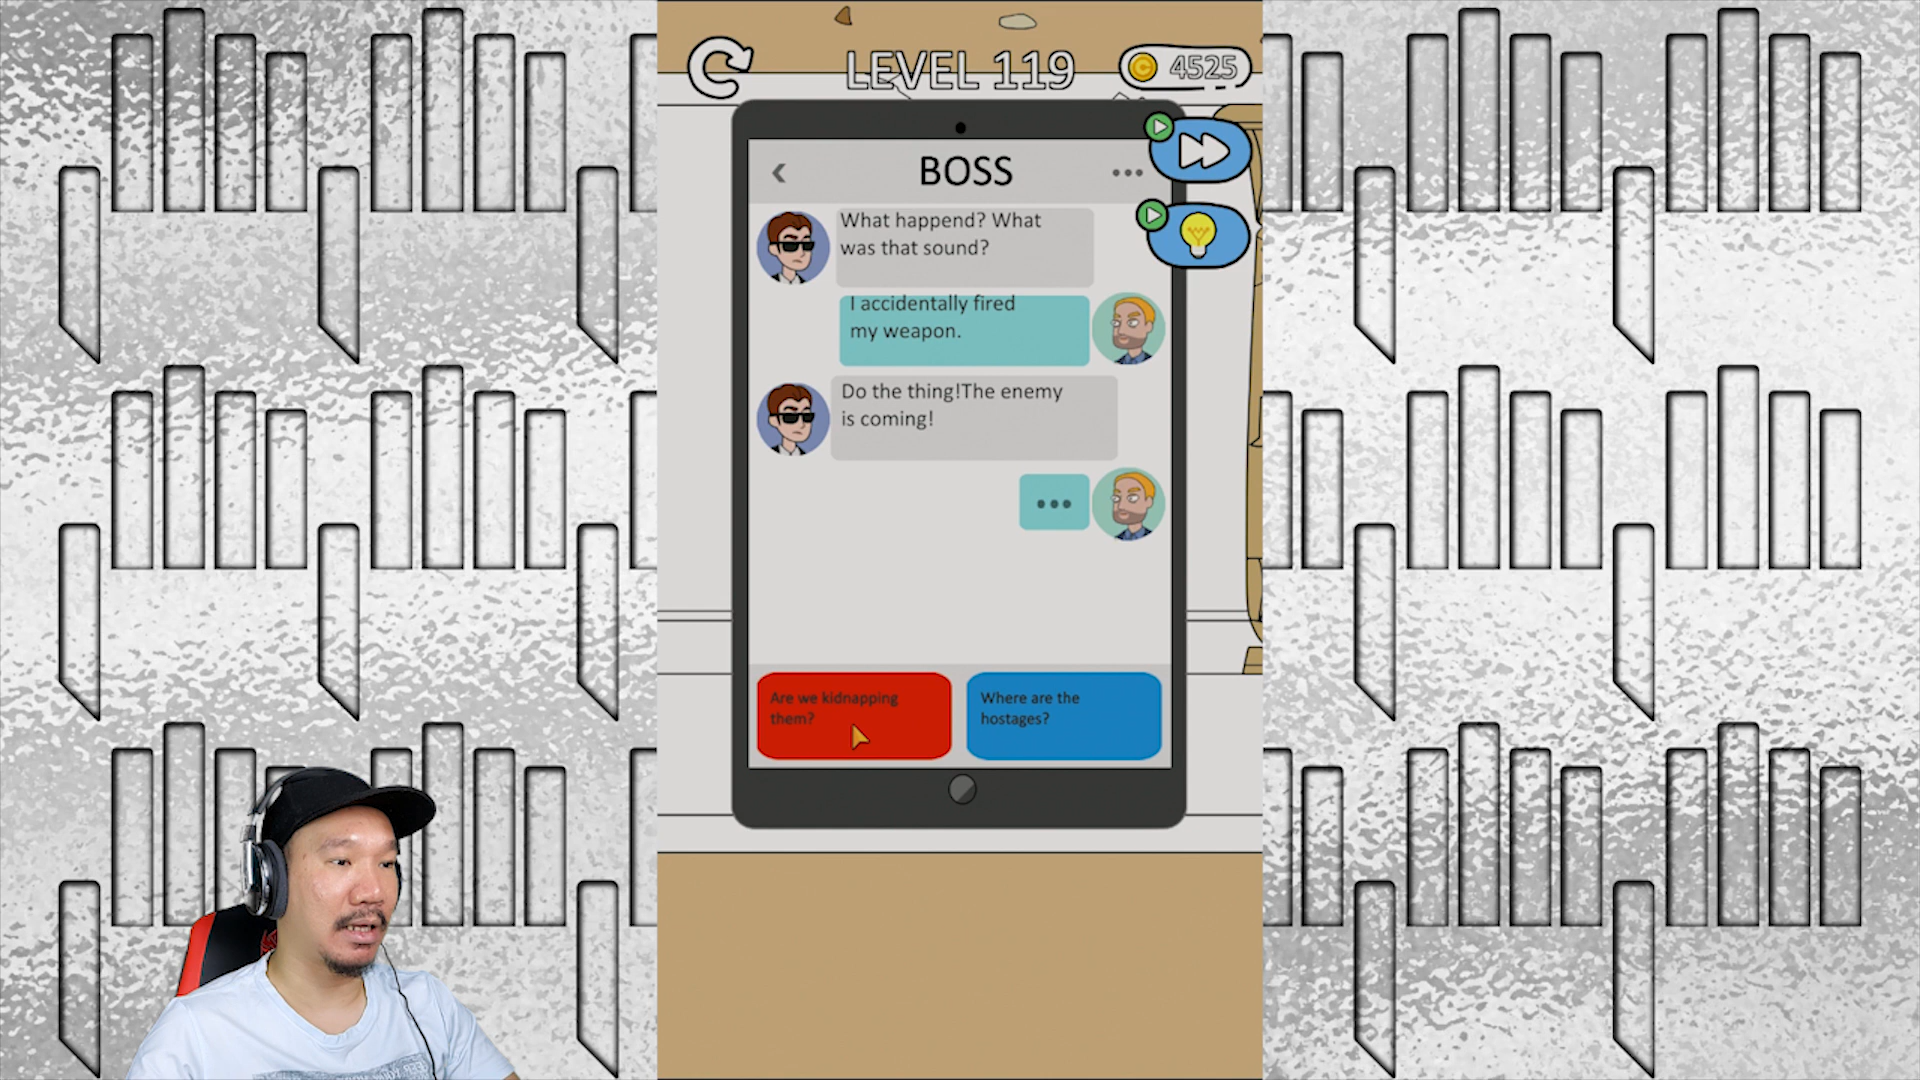 LEVEL 119
4525
BOSS
What happend? What
was that sound?
I accidentally fired
my weapon.
Do the thing!The enemy
is coming!
Are we kidnapping
them?
Where are the
hostages?